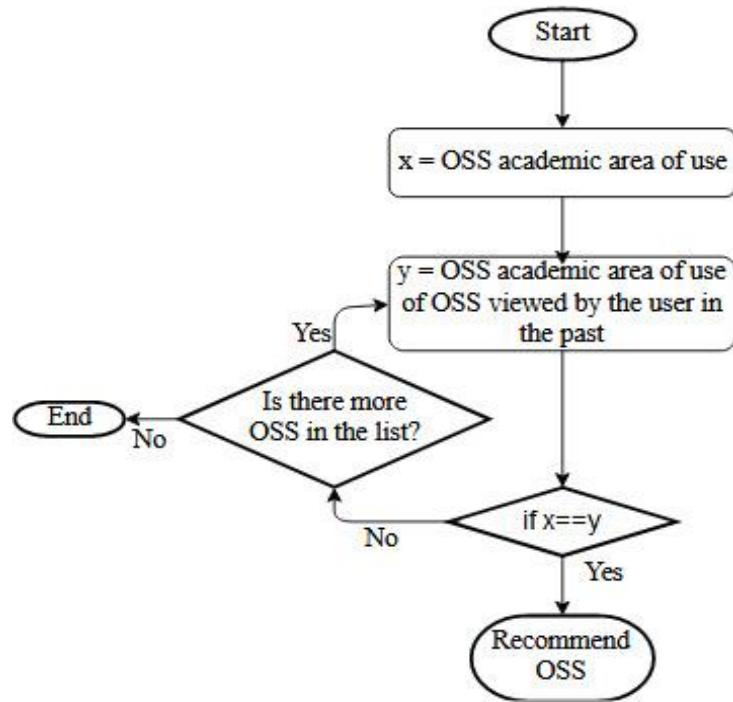 Start
x = OSS academic area of use
y = OSS academic area of use
of OSS viewed by the user in
the past
Yes
Is there more
OSS in the list?
End
No
if x==y
No
Yes
Recommend
OSS